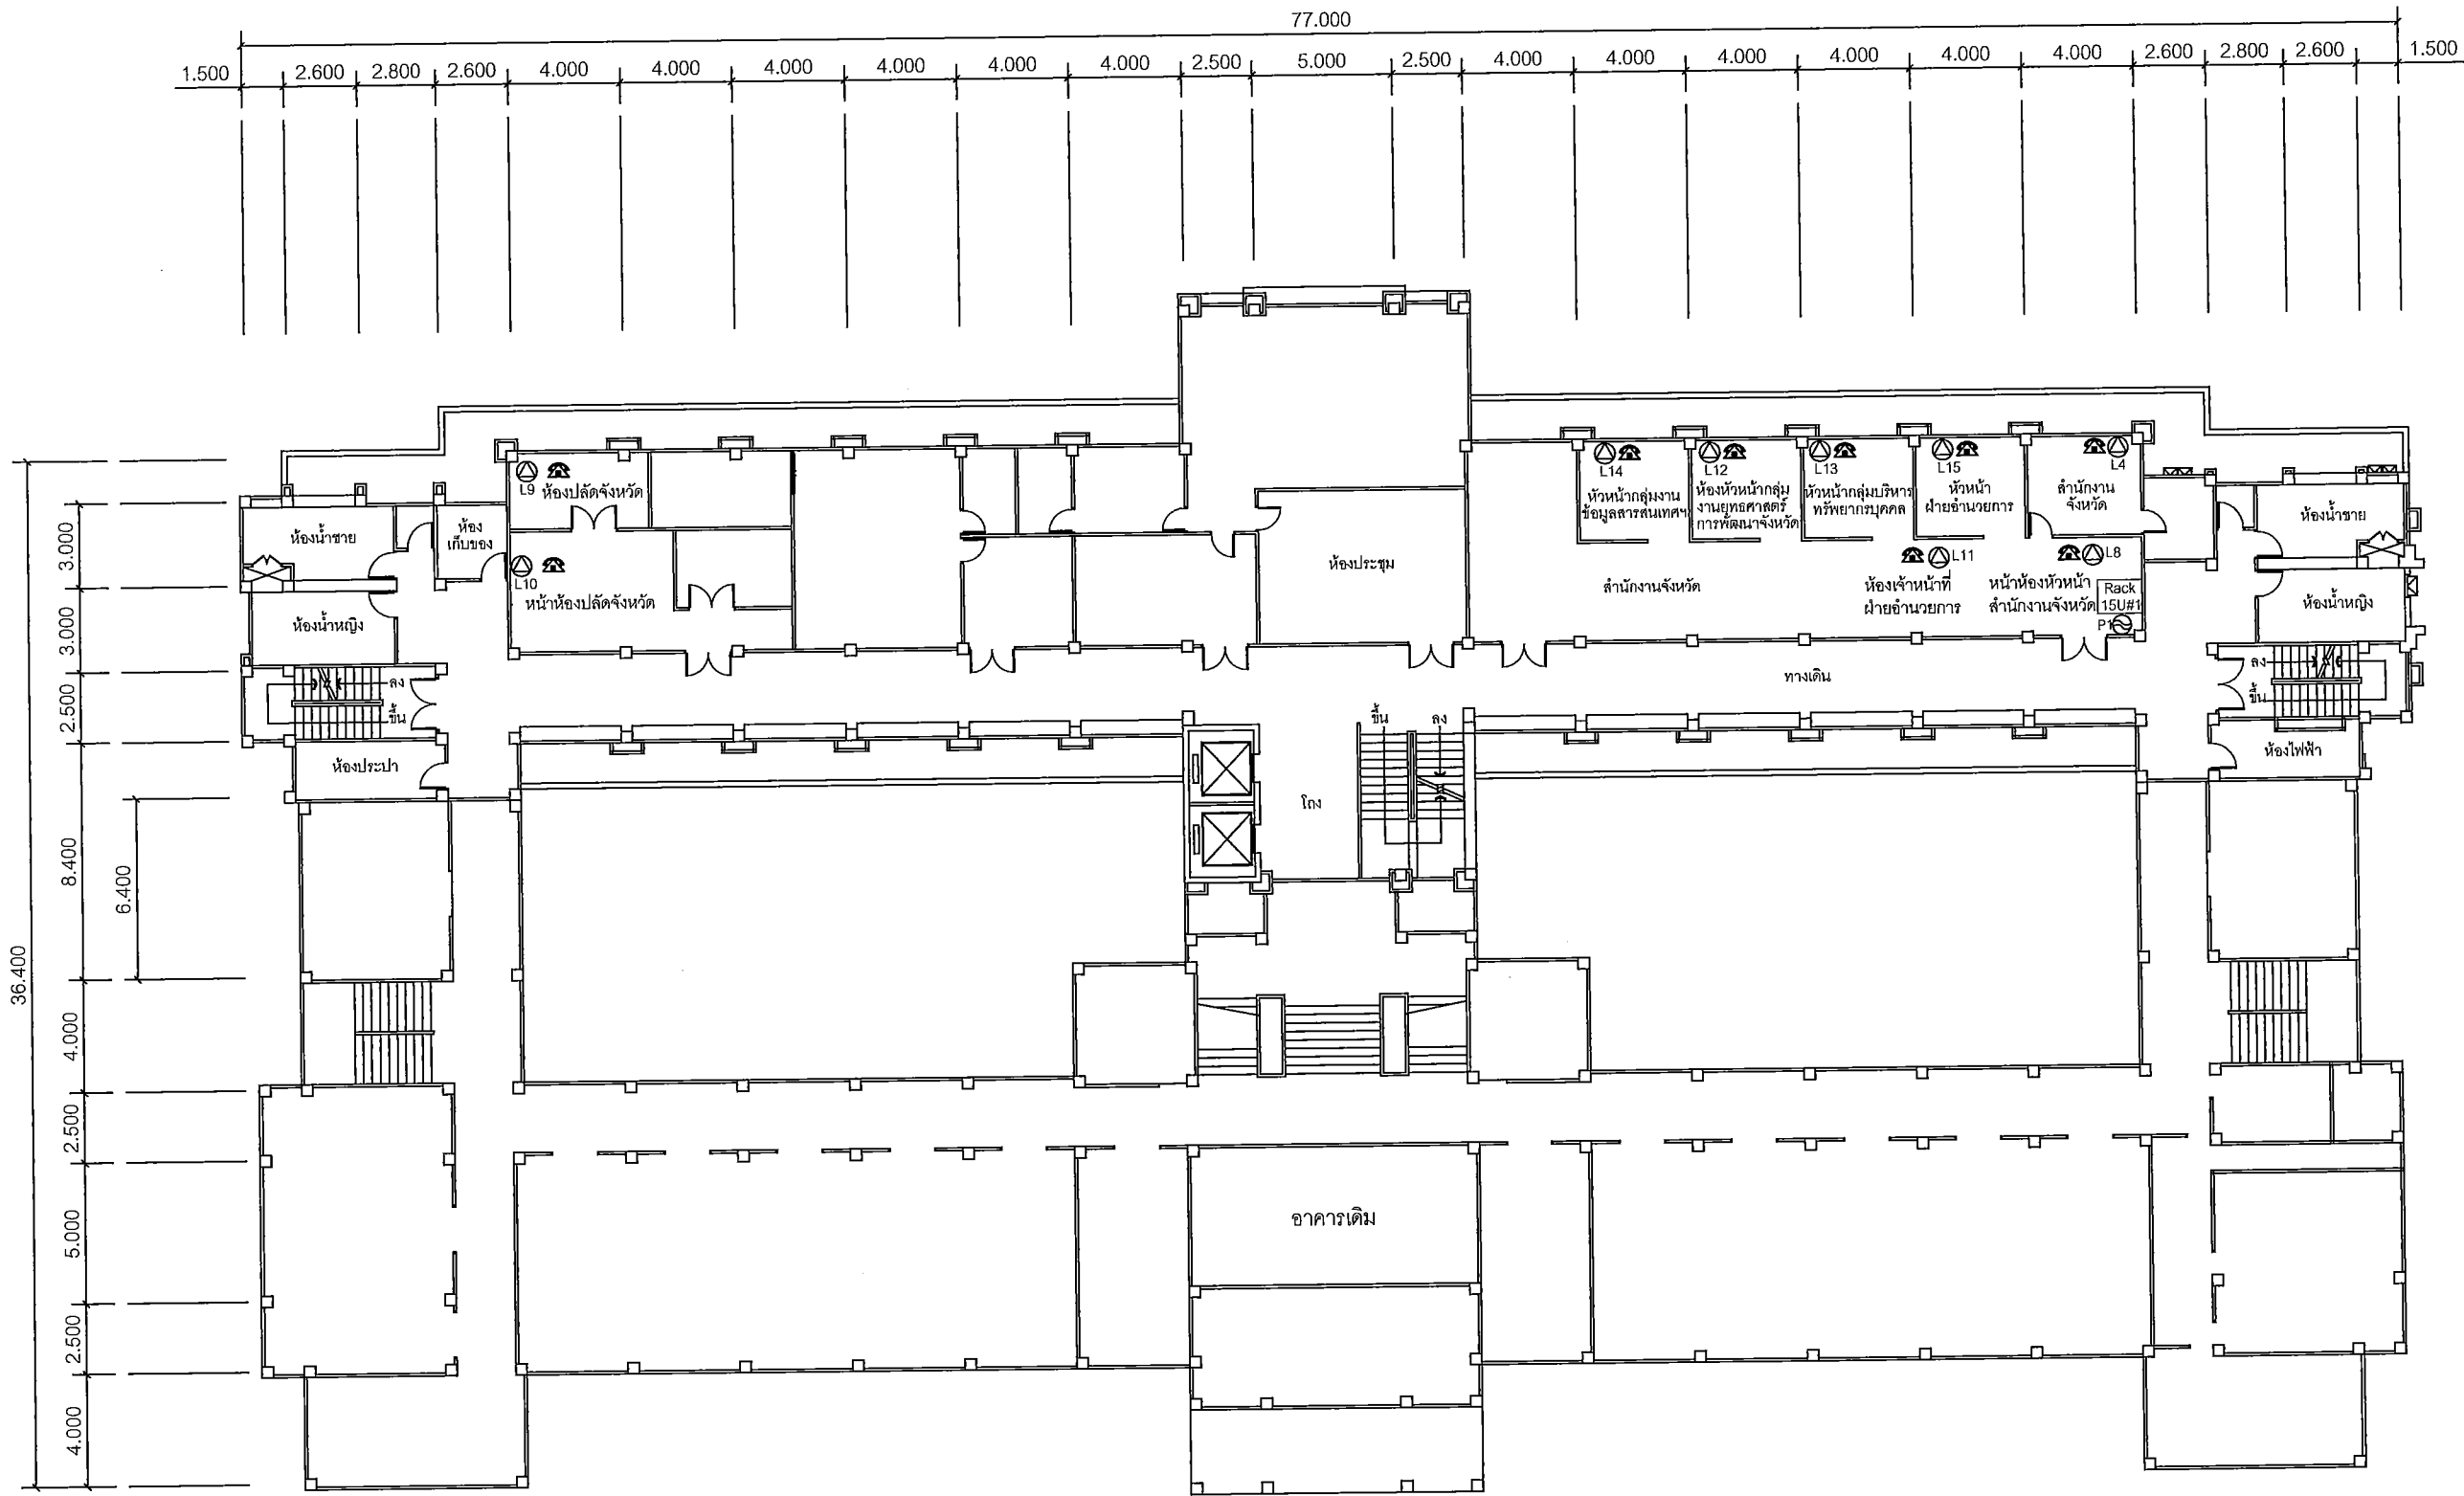 77.000
1.500 2.600 2.800 2.600 4.000 4.000 4.000 4.000 4.000 4.000 2.500 5.000 2.500 4.000 4.000 4.000 4.000 4.000 4.000 2.600 2.800 2.600 1.500
36.400
3.000
3.000
2.500
8.400
6.400
4.000
2.500
5.000
2.500
4.000
ห้องน้ำชาย
ห้องน้ำหญิง
ห้อง
เก็บของ
L9
ห้องปลัดจังหวัด
L10
หน้าห้องปลัดจังหวัด
ลง
ขึ้น
ห้องประปา
ห้องประชุม
L14
หัวหน้ากลุ่มงาน
ข้อมูลสารสนเทศฯ
L12
ห้องหัวหน้ากลุ่ม
งานยุทธศาสตร์
การพัฒนาจังหวัด
L13
หัวหน้ากลุ่มบริหาร
ทรัพยากรบุคคล
L15
หัวหน้า
ฝ่ายอำนวยการ
L4
สำนักงาน
จังหวัด
สำนักงานจังหวัด
L11
ห้องเจ้าหน้าที่
ฝ่ายอำนวยการ
L8
หน้าห้องหัวหน้า
สำนักงานจังหวัด
Rack
15U#1
P1
ทางเดิน
ห้องน้ำชาย
ห้องน้ำหญิง
ลง
ขึ้น
ห้องไฟฟ้า
ขึ้น
ลง
โถง
อาคารเดิม